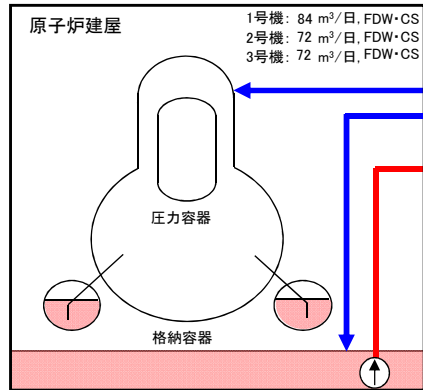 原子炉建屋
1号機: 84 m³/日, FDW・CS
2号機: 72 m³/日, FDW・CS
3号機: 72 m³/日, FDW・CS
圧力容器
格納容器